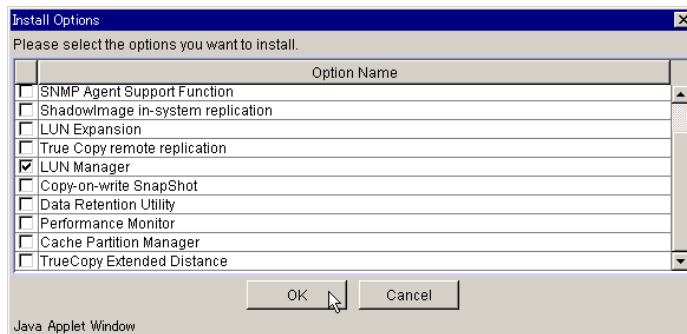 Install Options
Please select the options you want to install.
Option Name
SNMP Agent Support Function
ShadowImage in-system replication
LUN Expansion
True Copy remote replication
LUN Manager
Copy-on-write SnapShot
Data Retention Utility
Performance Monitor
Cache Partition Manager
TrueCopy Extended Distance
OK Cancel
Java Applet Window